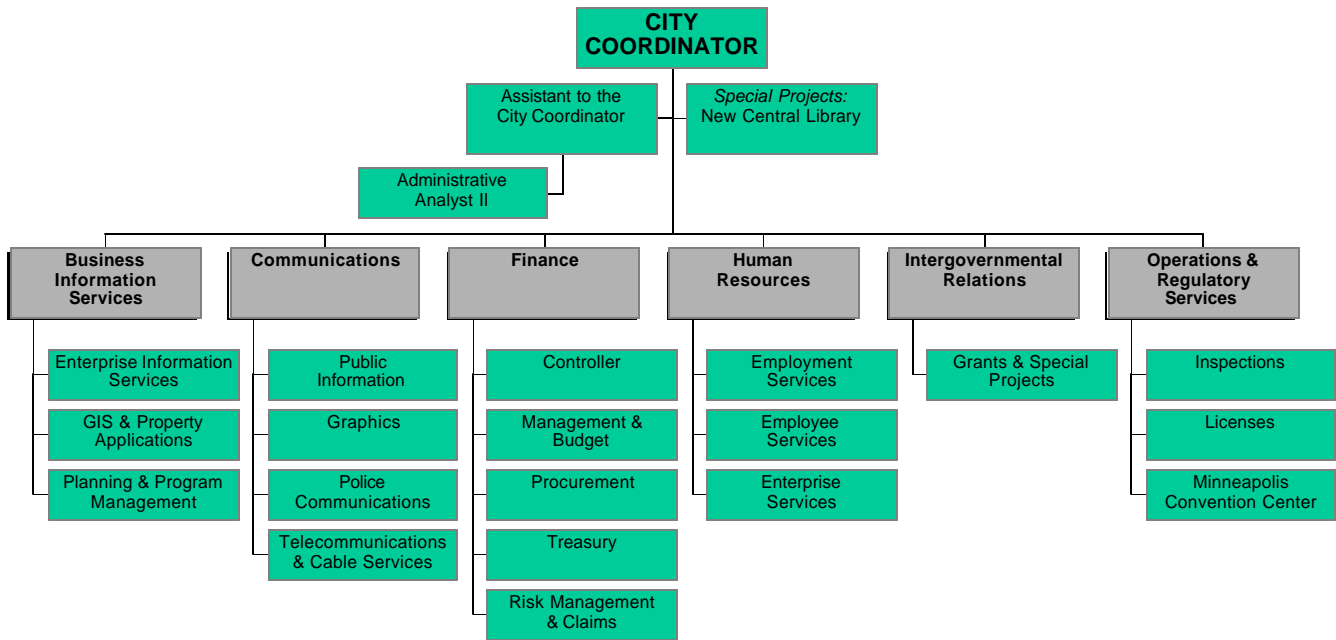 CITY
COORDINATOR
Assistant to the
City Coordinator
Special Projects:
New Central Library
Administrative
Analyst II
Business
Information
Services
Enterprise Information
Services
GIS & Property
Applications
Planning & Program
Management
Communications
Public
Information
Graphics
Police
Communications
Telecommunications
& Cable Services
Finance
Controller
Management &
Budget
Procurement
Treasury
Risk Management
& Claims
Human
Resources
Employment
Services
Employee
Services
Enterprise
Services
Intergovernmental
Relations
Grants & Special
Projects
Operations &
Regulatory
Services
Inspections
Licenses
Minneapolis
Convention Center